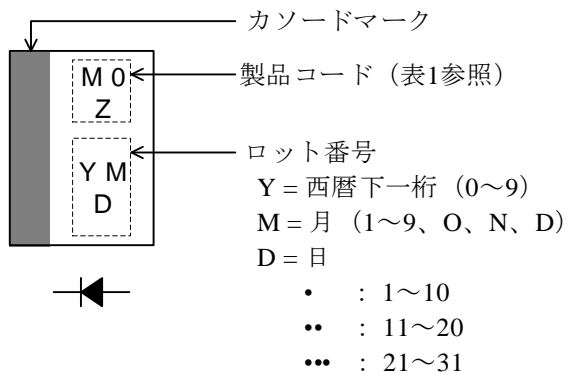 カソードマーク
M 0
Z
製品コード（表1参照）
Y M
D
ロット番号
Y = 西暦下一桁（0～9）
M = 月（1～9、O、N、D）
D = 日
• : 1～10
•• : 11～20
••• : 21～31